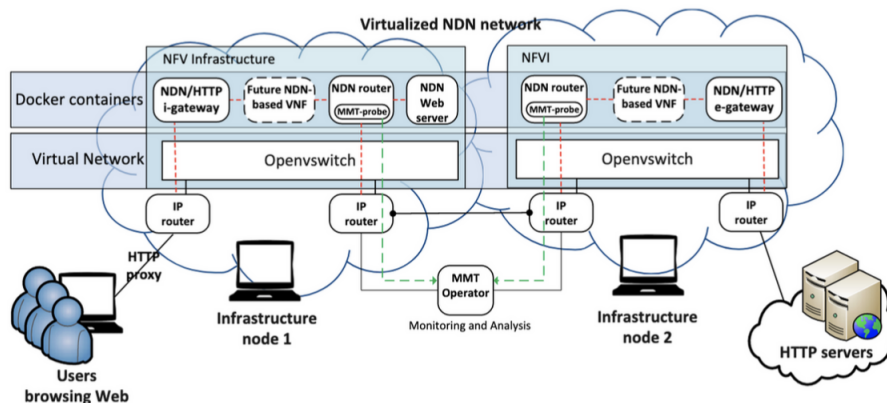 Virtualized NDN network
NFV Infrastructure
NFVI
Docker containers
NDN/HTTP
i-gateway
Future NDN-
based VNF
NDN router
MMT-probe
NDN
Web
server
NDN router
MMT-probe
Future NDN-
based VNF
NDN/HTTP
e-gateway
Virtual Network
Openvswitch
Openvswitch
IP
router
IP
router
IP
router
IP
router
HTTP
proxy
MMT
Operator
Monitoring and Analysis
Infrastructure
node 1
Infrastructure
node 2
HTTP servers
Users
browsing Web